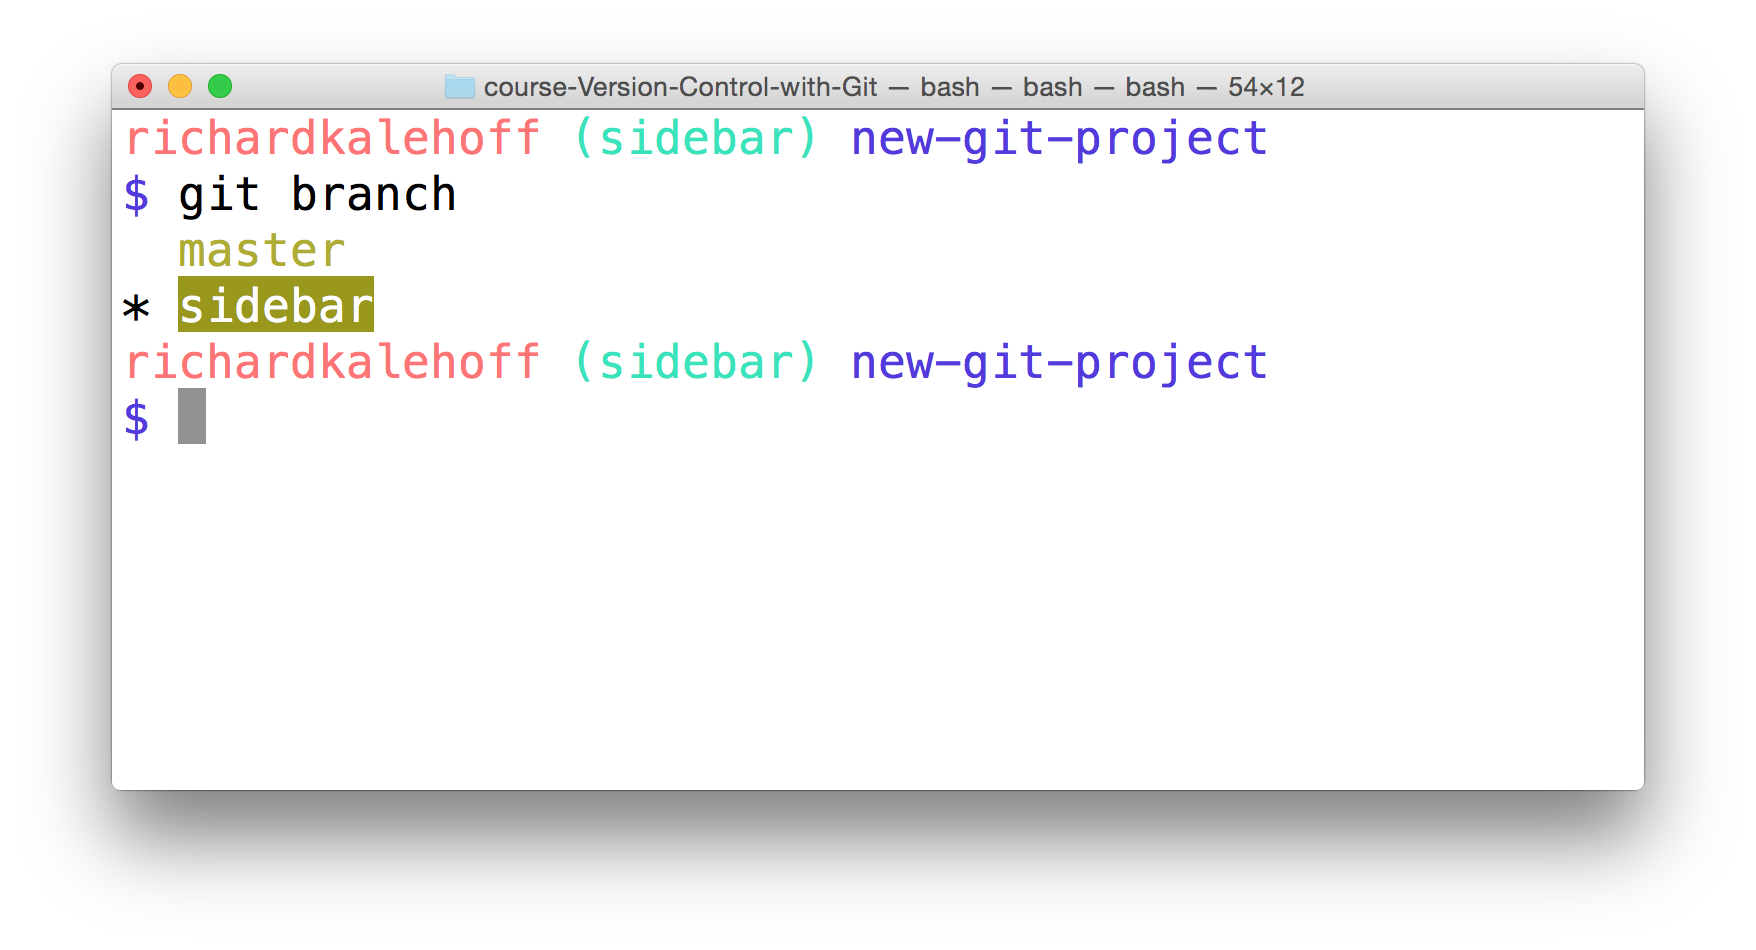 course-Version-Control-with-Git — bash — bash — bash — 54×12
richardkalehoff (sidebar) new-git-project
$ git branch
  master
* sidebar
richardkalehoff (sidebar) new-git-project
$